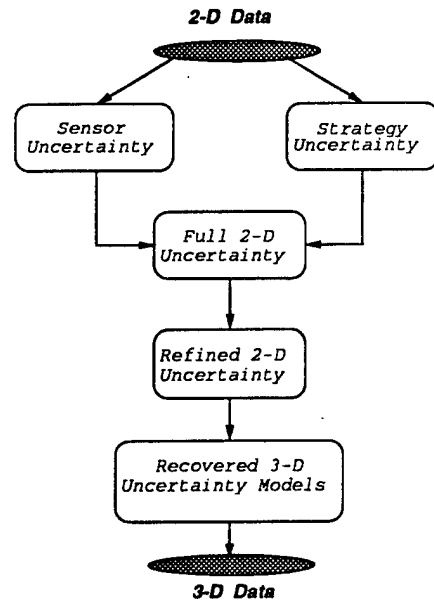 2-D Data
Sensor
Uncertainty
Strategy
Uncertainty
Full 2-D
Uncertainty
Refined 2-D
Uncertainty
Recovered 3-D
Uncertainty Models
3-D Data